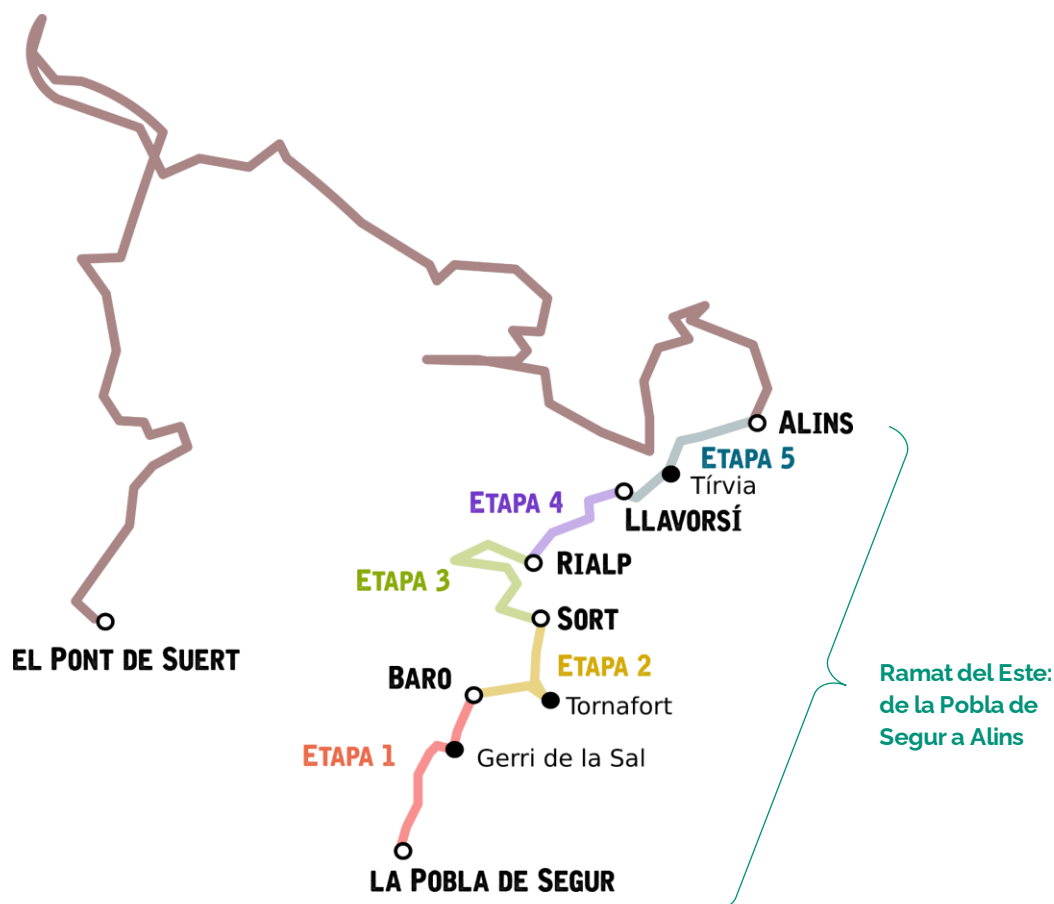 ALINS
ETAPA 5
Tírvia
ETAPA 4
LLAVORSÍ
RIALP
ETAPA 3
SORT
EL PONT DE SUERT
ETAPA 2
BARO
Tornafort
ETAPA 1
Gerri de la Sal
LA POBLA DE SEGUR
Ramat del Este:
de la Pobla de
Segur a Alins